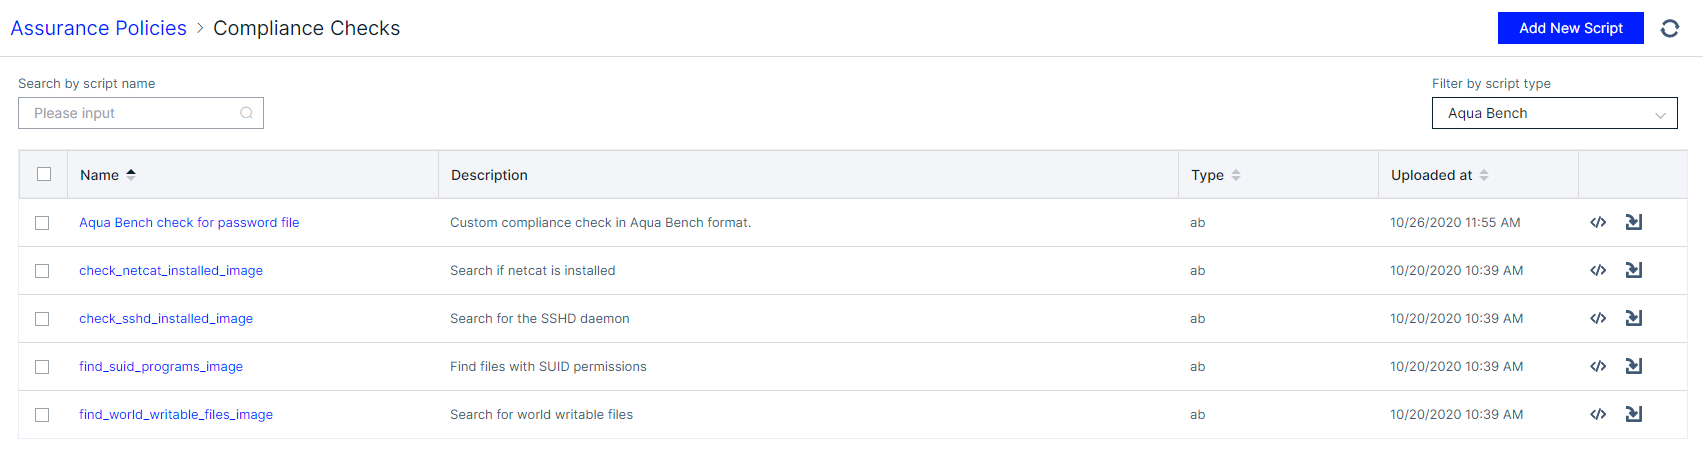 Assurance Policies > Compliance Checks Add New Script
Search by script name Filter by script type
Please input Aqua Bench
Name Description Type Uploaded at
Aqua Bench check for password file Custom compliance check in Aqua Bench format. ab 10/26/2020 11:55 AM </>
check_netcat_installed_image Search if netcat is installed ab 10/20/2020 10:39 AM </>
check_sshd_installed_image Search for the SSHD daemon ab 10/20/2020 10:39 AM </>
find_suid_programs_image Find files with SUID permissions ab 10/20/2020 10:39 AM </>
find_world_writable_files_image Search for world writable files ab 10/20/2020 10:39 AM </>